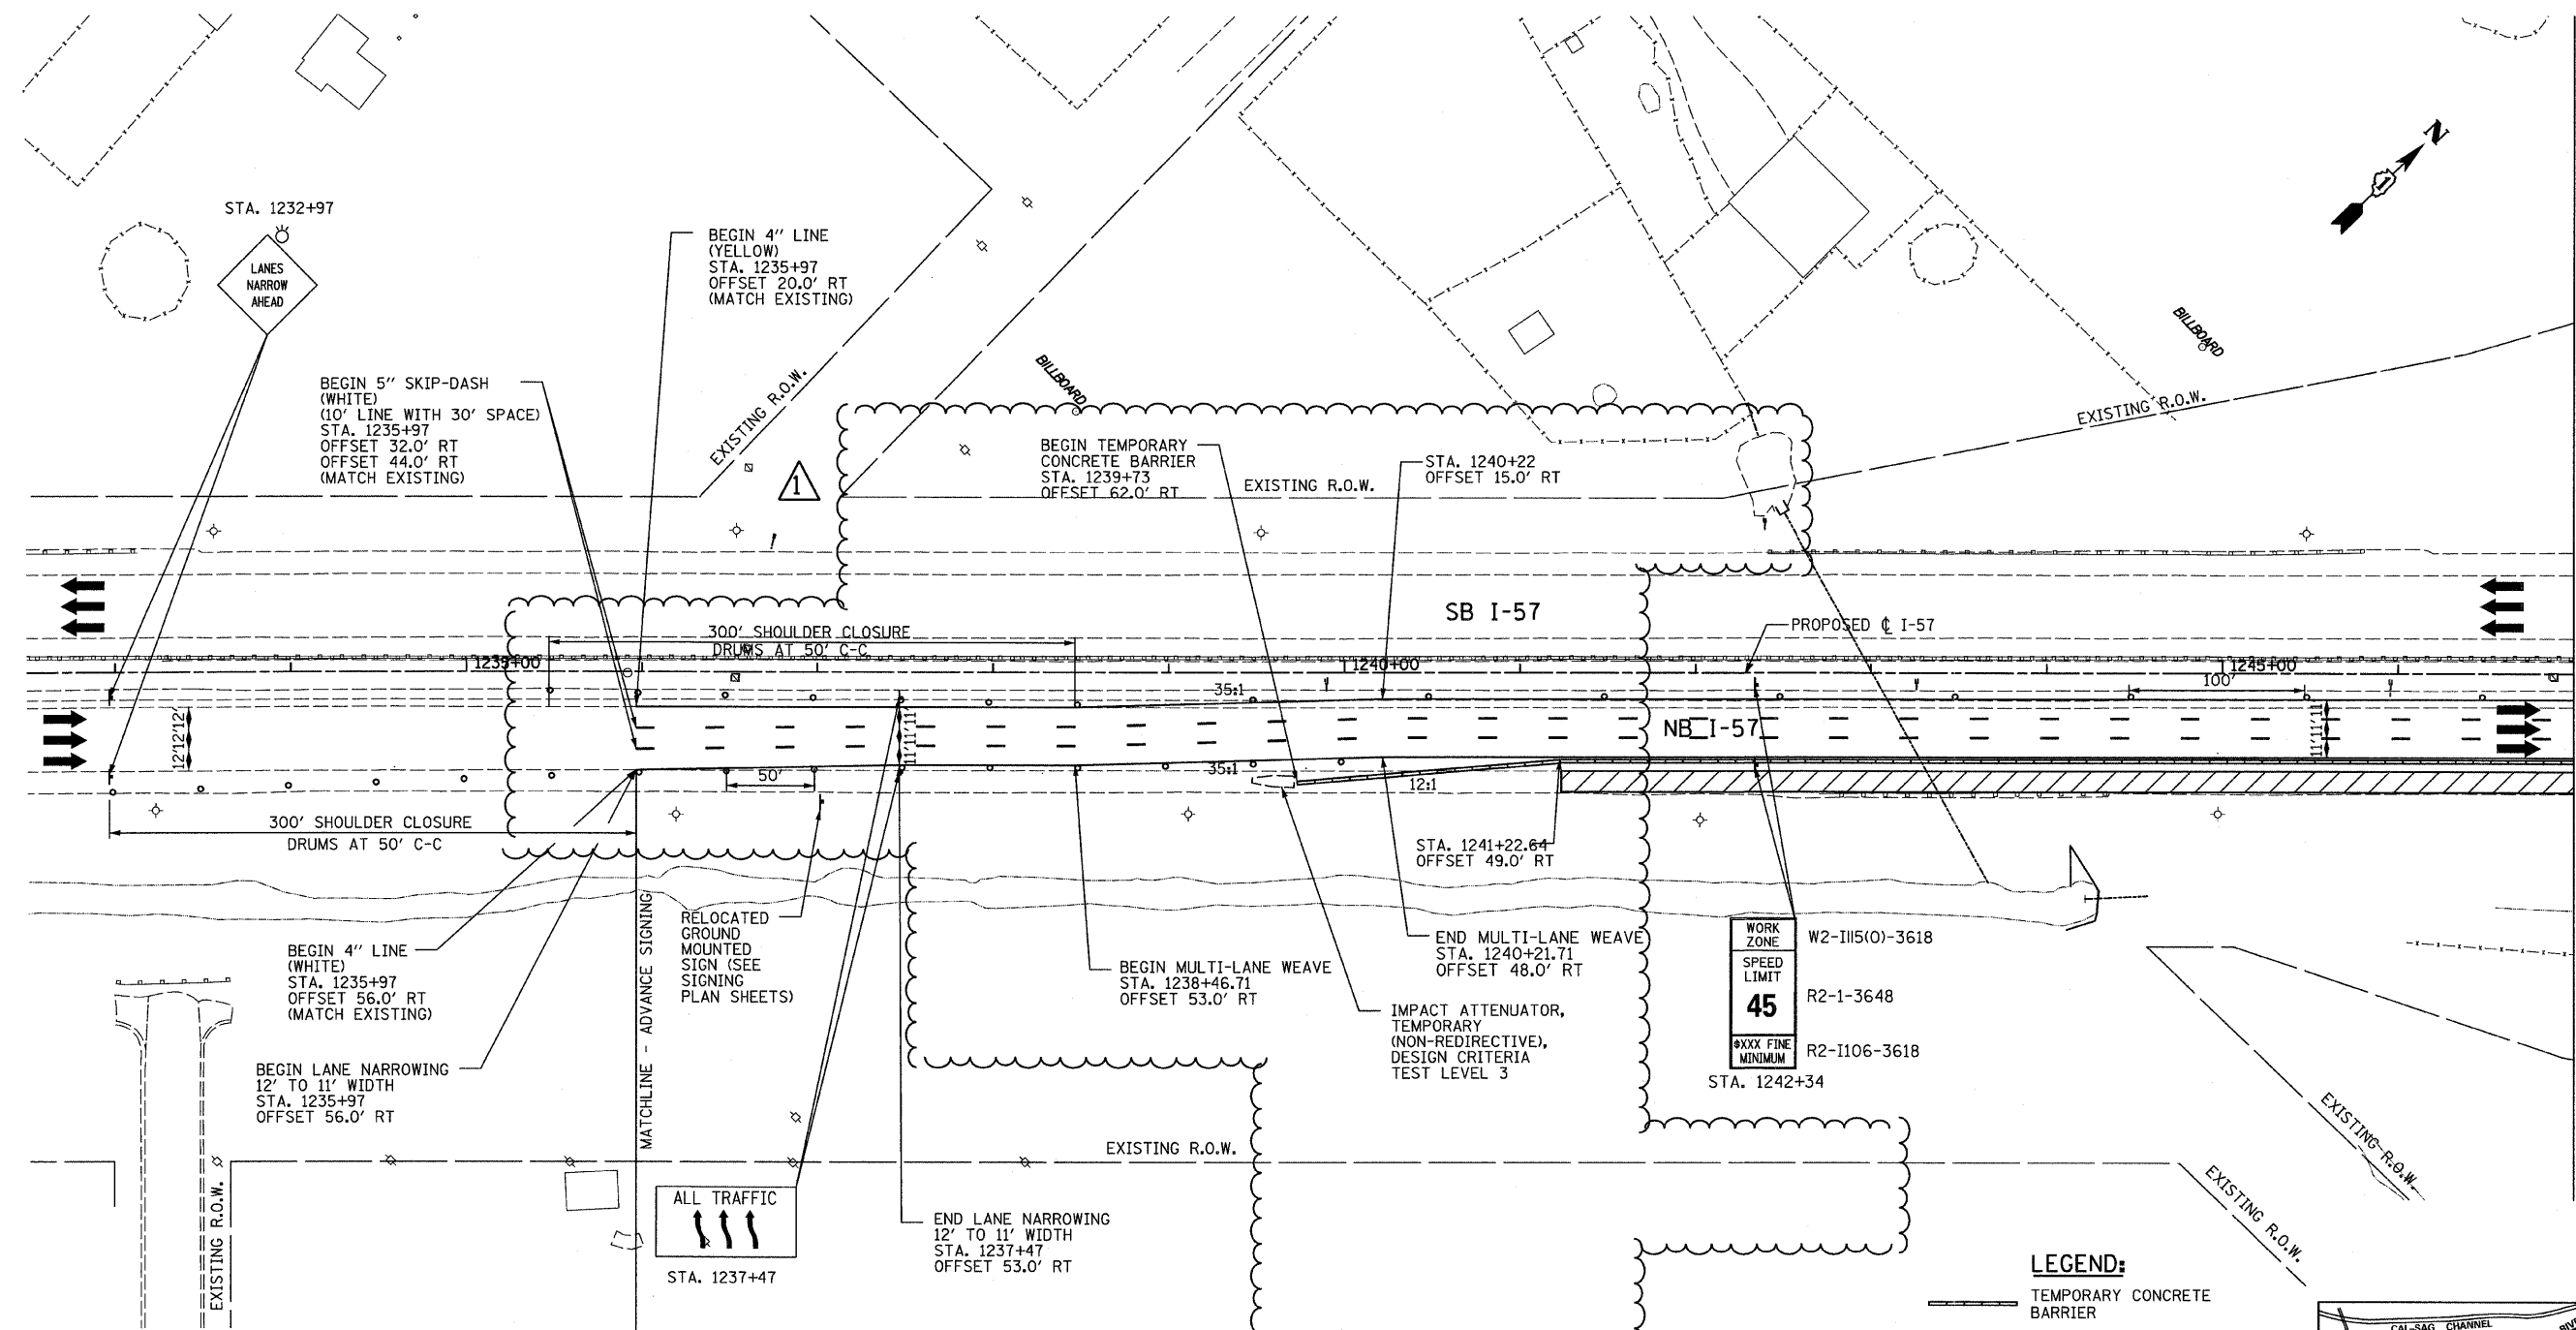 N
1
STA. 1232+97
LANES
NARROW
AHEAD
BEGIN 4" LINE
(YELLOW)
STA. 1235+97
OFFSET 20.0' RT
(MATCH EXISTING)
BILLBOARD
BILLBOARD
BEGIN 5" SKIP-DASH
(WHITE)
(10' LINE WITH 30' SPACE)
STA. 1235+97
OFFSET 32.0' RT
OFFSET 44.0' RT
(MATCH EXISTING)
EXISTING R.O.W.
1
BEGIN TEMPORARY
CONCRETE BARRIER
STA. 1239+73
OFFSET 62.0' RT
EXISTING R.O.W.
STA. 1240+22
OFFSET 15.0' RT
EXISTING R.O.W.
SB I-57
PROPOSED ℄ I-57
300' SHOULDER CLOSURE
DRUMS AT 50' C-C
1235+00
1240+00
1245+00
35:1
100'
12'12'12'
11'11'11'
NB I-57
11'11'11'
50'
35:1
12:1
300' SHOULDER CLOSURE
DRUMS AT 50' C-C
STA. 1241+22.64
OFFSET 49.0' RT
BEGIN 4" LINE
(WHITE)
STA. 1235+97
OFFSET 56.0' RT
(MATCH EXISTING)
MATCHLINE - ADVANCE SIGNING
RELOCATED
GROUND
MOUNTED
SIGN (SEE
SIGNING
PLAN SHEETS)
BEGIN MULTI-LANE WEAVE
STA. 1238+46.71
OFFSET 53.0' RT
END MULTI-LANE WEAVE
STA. 1240+21.71
OFFSET 48.0' RT
IMPACT ATTENUATOR,
TEMPORARY
(NON-REDIRECTIVE),
DESIGN CRITERIA
TEST LEVEL 3
WORK
ZONE
W2-I115(O)-3618
SPEED
LIMIT
45
R2-1-3648
$XXX FINE
MINIMUM
R2-I106-3618
STA. 1242+34
BEGIN LANE NARROWING
12' TO 11' WIDTH
STA. 1235+97
OFFSET 56.0' RT
EXISTING R.O.W.
EXISTING R.O.W.
EXISTING R.O.W.
EXISTING R.O.W.
ALL TRAFFIC
STA. 1237+47
END LANE NARROWING
12' TO 11' WIDTH
STA. 1237+47
OFFSET 53.0' RT
LEGEND:
TEMPORARY CONCRETE
BARRIER
CAL-SAG CHANNEL